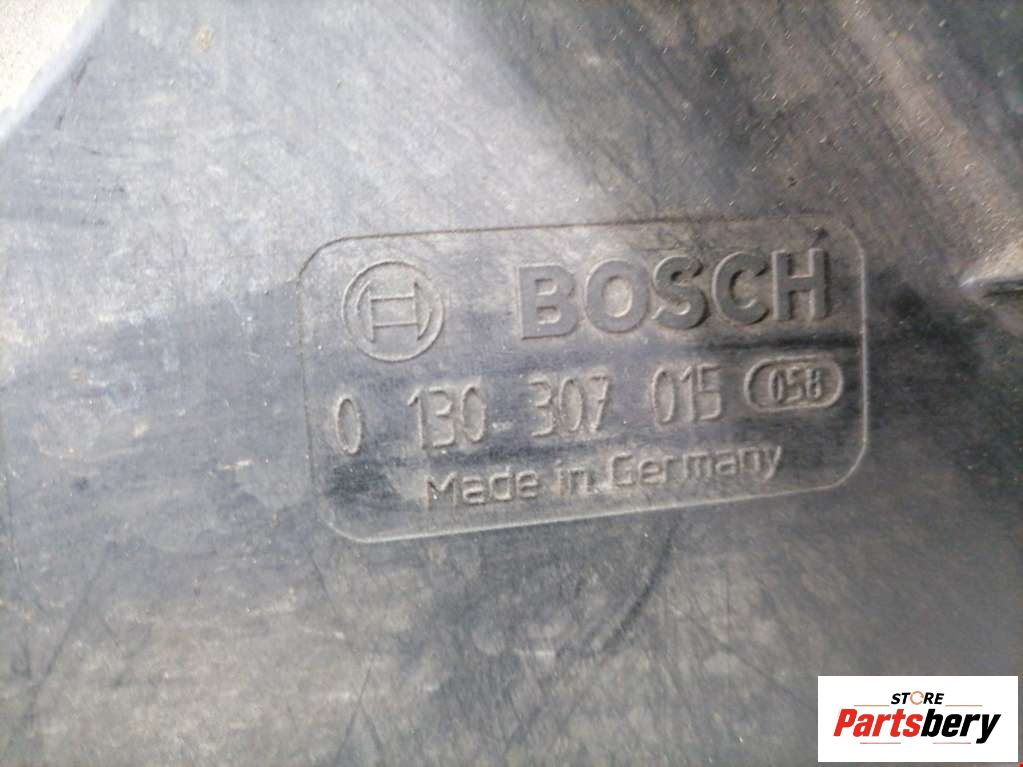 BOSCH
0 130 307 015 058
Made in Germany
STORE
Partsbery